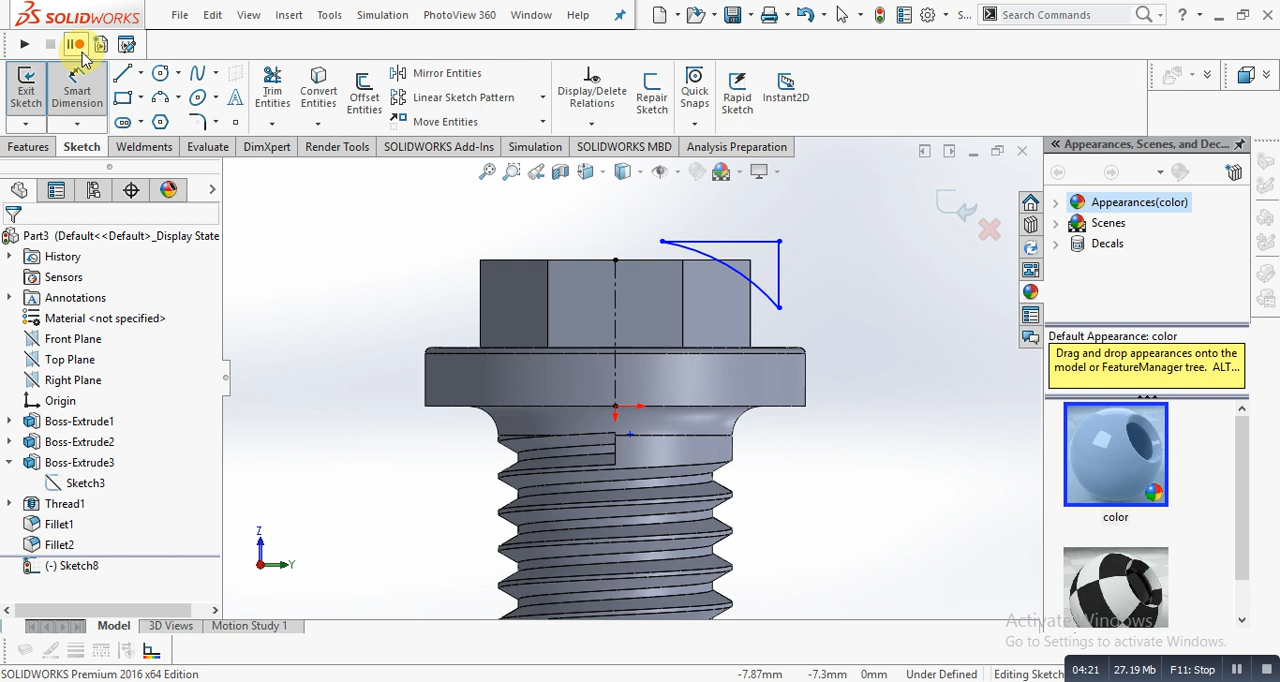 SOLIDWORKS File Edit View Insert Tools Simulation PhotoView 360 Window Help S... Search Commands ?
Exit Sketch
Smart Dimension
Trim Entities
Convert Entities
Offset Entities
Mirror Entities
Linear Sketch Pattern
Move Entities
Display/Delete Relations
Repair Sketch
Quick Snaps
Rapid Sketch
Instant2D
Features Sketch Weldments Evaluate DimXpert Render Tools SOLIDWORKS Add-Ins Simulation SOLIDWORKS MBD Analysis Preparation
Appearances, Scenes, and Dec...
Part3 (Default<<Default>_Display State
History
Sensors
Annotations
Material <not specified>
Front Plane
Top Plane
Right Plane
Origin
Boss-Extrude1
Boss-Extrude2
Boss-Extrude3
Sketch3
Thread1
Fillet1
Fillet2
(-) Sketch8
Z
Y
Appearances(color)
Scenes
Decals
Default Appearance: color
Drag and drop appearances onto the
model or FeatureManager tree. ALT...
color
Activate Windows
Go to Settings to activate Windows.
Model 3D Views Motion Study 1
SOLIDWORKS Premium 2016 x64 Edition -7.87mm -7.3mm 0mm Under Defined Editing Sketch
04:21 27.19 Mb F11: Stop